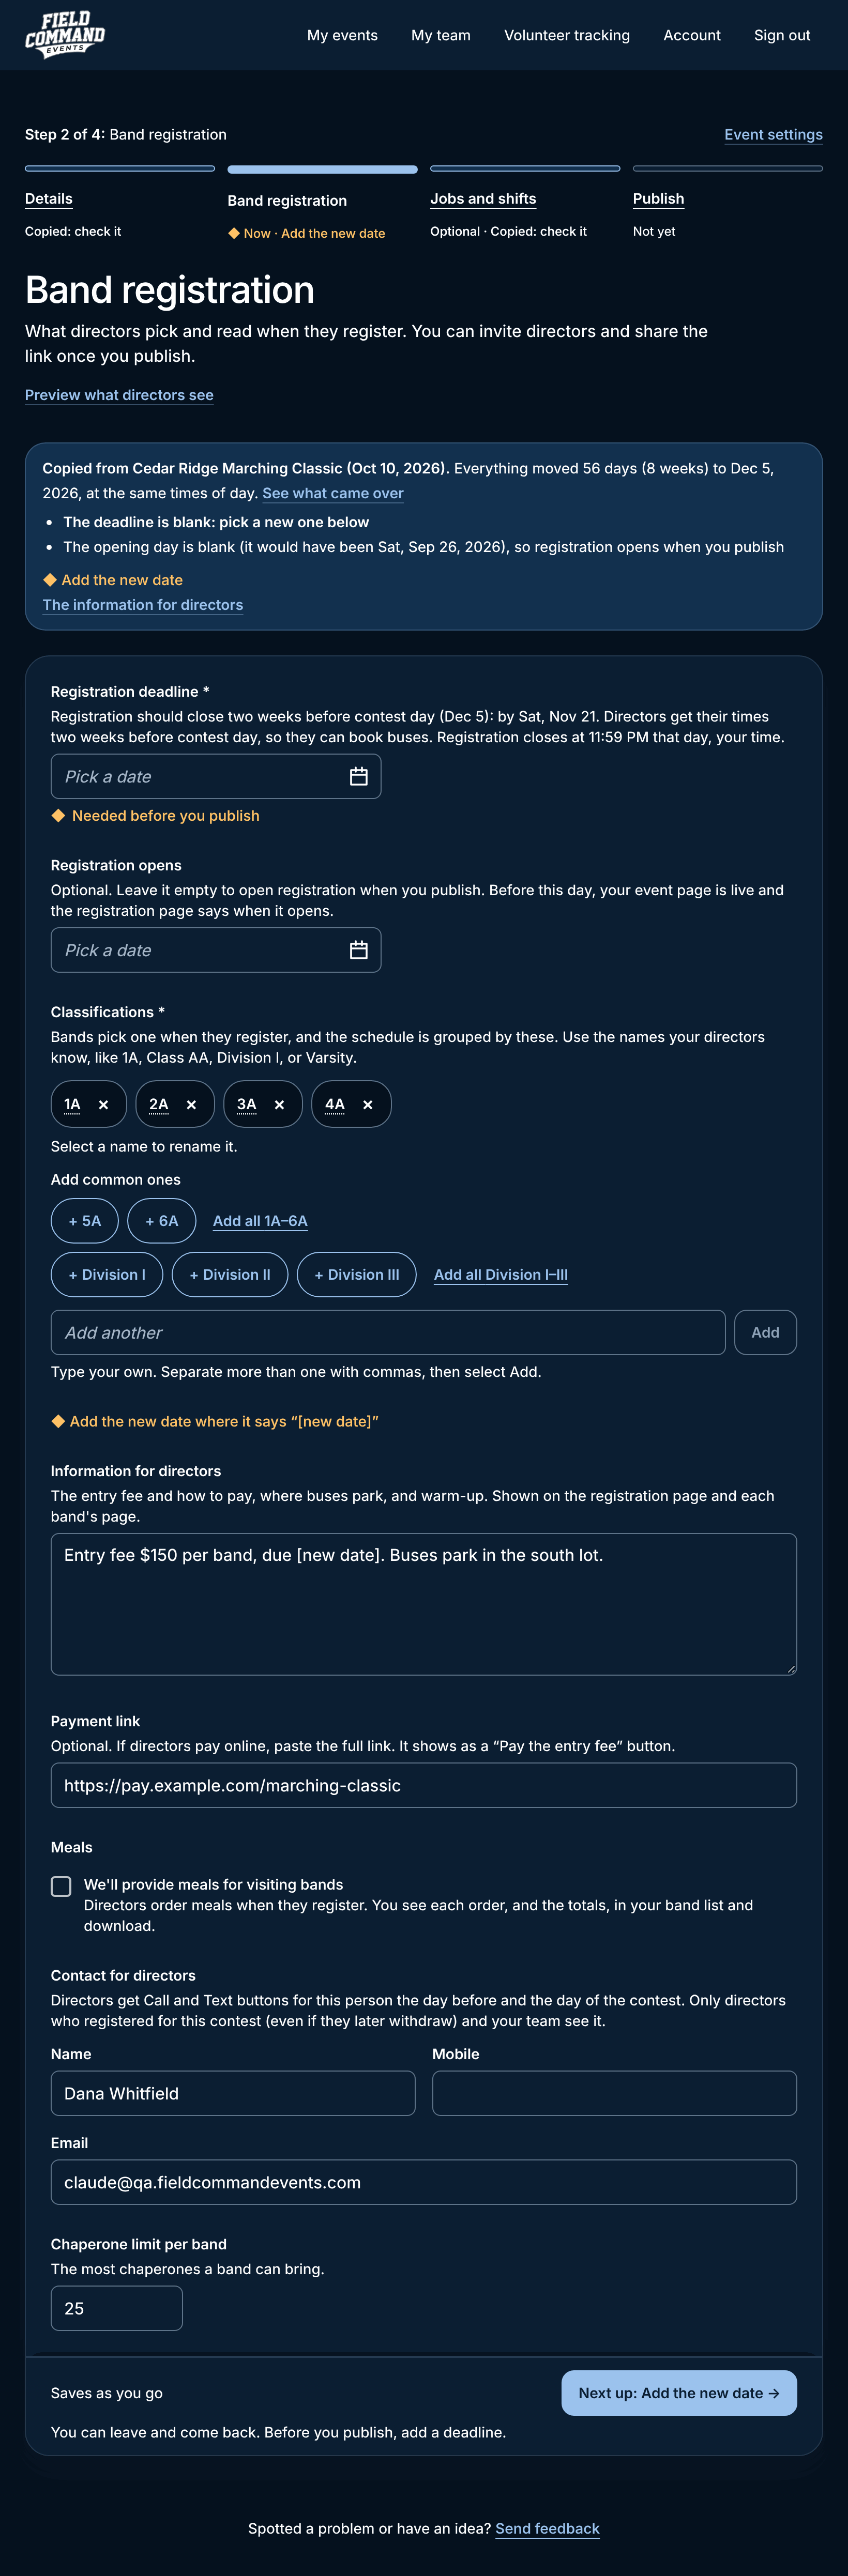 FIELD
COMMAND
EVENTS
My events
My team
Volunteer tracking
Account
Sign out
Step 2 of 4: Band registration
Event settings
Details
Copied: check it
Band registration
◆ Now · Add the new date
Jobs and shifts
Optional · Copied: check it
Publish
Not yet
Band registration
What directors pick and read when they register. You can invite directors and share the
link once you publish.
Preview what directors see
Copied from Cedar Ridge Marching Classic (Oct 10, 2026). Everything moved 56 days (8 weeks) to Dec 5,
2026, at the same times of day. See what came over
• The deadline is blank: pick a new one below
• The opening day is blank (it would have been Sat, Sep 26, 2026), so registration opens when you publish
◆ Add the new date
The information for directors
Registration deadline *
Registration should close two weeks before contest day (Dec 5): by Sat, Nov 21. Directors get their times
two weeks before contest day, so they can book buses. Registration closes at 11:59 PM that day, your time.
Pick a date
◆ Needed before you publish
Registration opens
Optional. Leave it empty to open registration when you publish. Before this day, your event page is live and
the registration page says when it opens.
Pick a date
Classifications *
Bands pick one when they register, and the schedule is grouped by these. Use the names your directors
know, like 1A, Class AA, Division I, or Varsity.
1A × 2A × 3A × 4A ×
Select a name to rename it.
Add common ones
+ 5A + 6A Add all 1A–6A
+ Division I + Division II + Division III Add all Division I–III
Add another
Add
Type your own. Separate more than one with commas, then select Add.
◆ Add the new date where it says “[new date]”
Information for directors
The entry fee and how to pay, where buses park, and warm-up. Shown on the registration page and each
band's page.
Entry fee $150 per band, due [new date]. Buses park in the south lot.
Payment link
Optional. If directors pay online, paste the full link. It shows as a “Pay the entry fee” button.
https://pay.example.com/marching-classic
Meals
We'll provide meals for visiting bands
Directors order meals when they register. You see each order, and the totals, in your band list and
download.
Contact for directors
Directors get Call and Text buttons for this person the day before and the day of the contest. Only directors
who registered for this contest (even if they later withdraw) and your team see it.
Name
Mobile
Dana Whitfield
Email
claude@qa.fieldcommandevents.com
Chaperone limit per band
The most chaperones a band can bring.
25
Saves as you go
Next up: Add the new date →
You can leave and come back. Before you publish, add a deadline.
Spotted a problem or have an idea? Send feedback